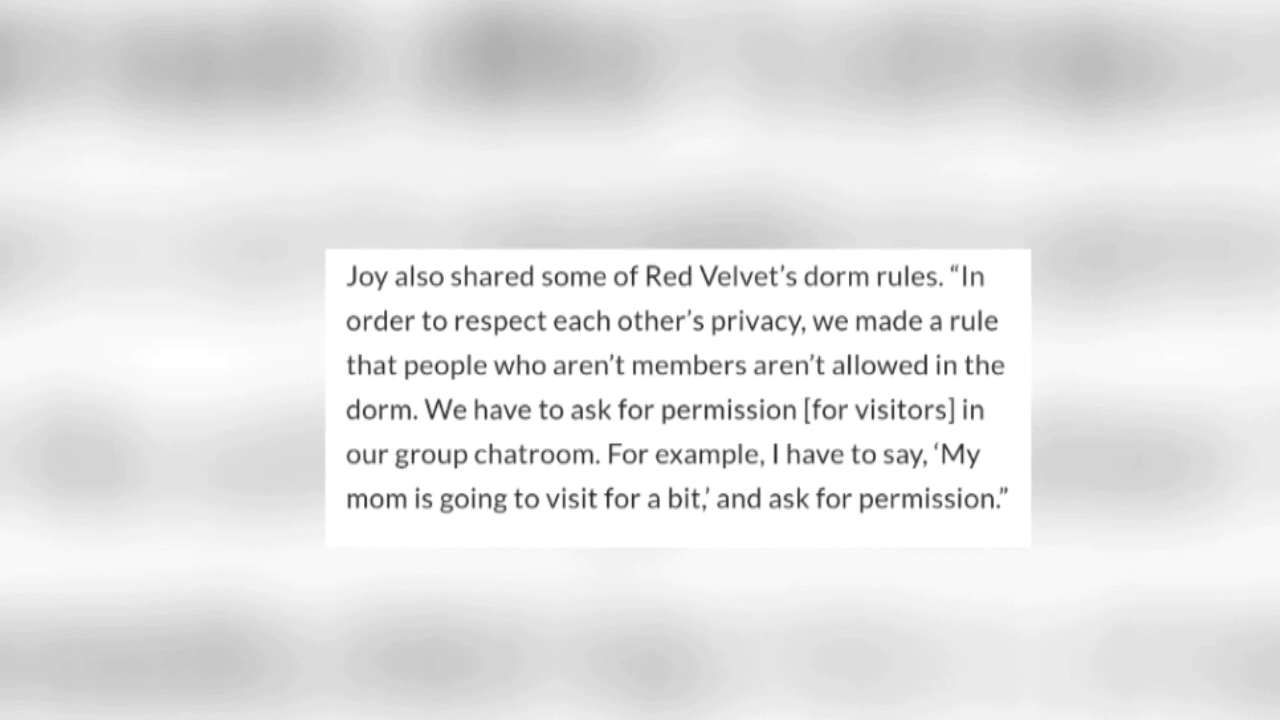 Joy also shared some of Red Velvet’s dorm rules. “In
order to respect each other’s privacy, we made a rule
that people who aren’t members aren’t allowed in the
dorm. We have to ask for permission [for visitors] in
our group chatroom. For example, I have to say, ‘My
mom is going to visit for a bit,’ and ask for permission.”